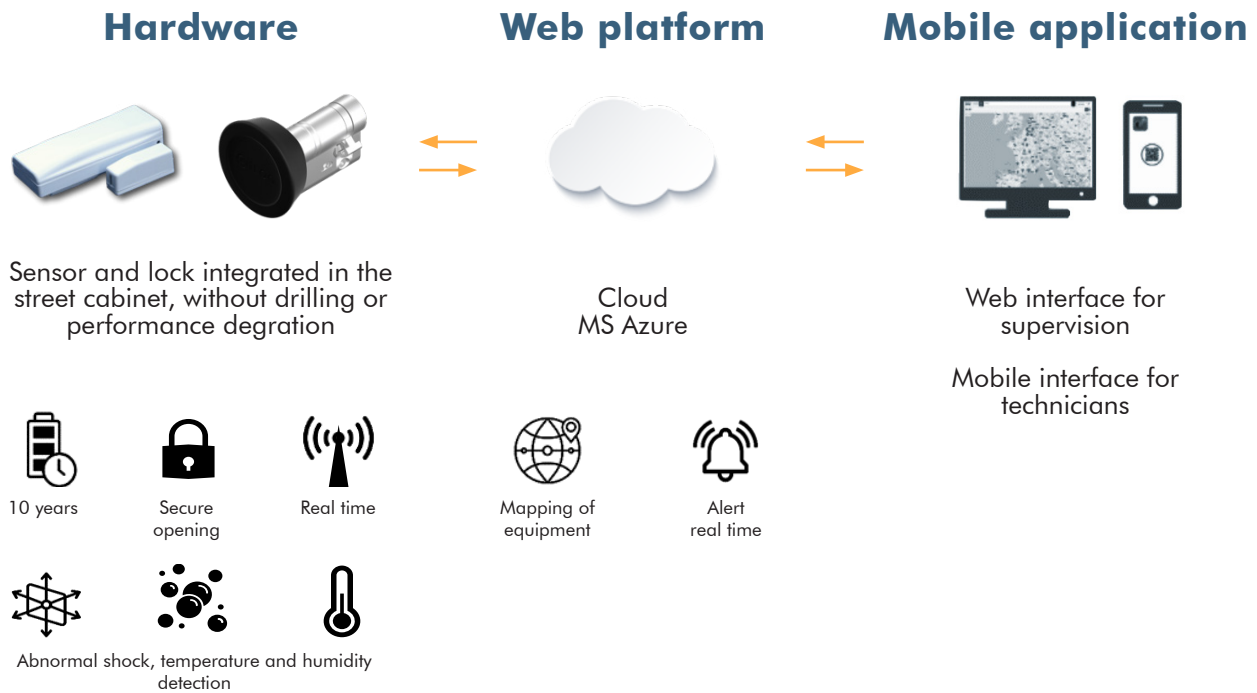 Hardware
Sensor and lock integrated in the
street cabinet, without drilling or
performance degration
10 years
Secure
opening
Real time
Abnormal shock, temperature and humidity
detection
Web platform
Cloud
MS Azure
Mapping of
equipment
Alert
real time
Mobile application
Web interface for
supervision
Mobile interface for
technicians